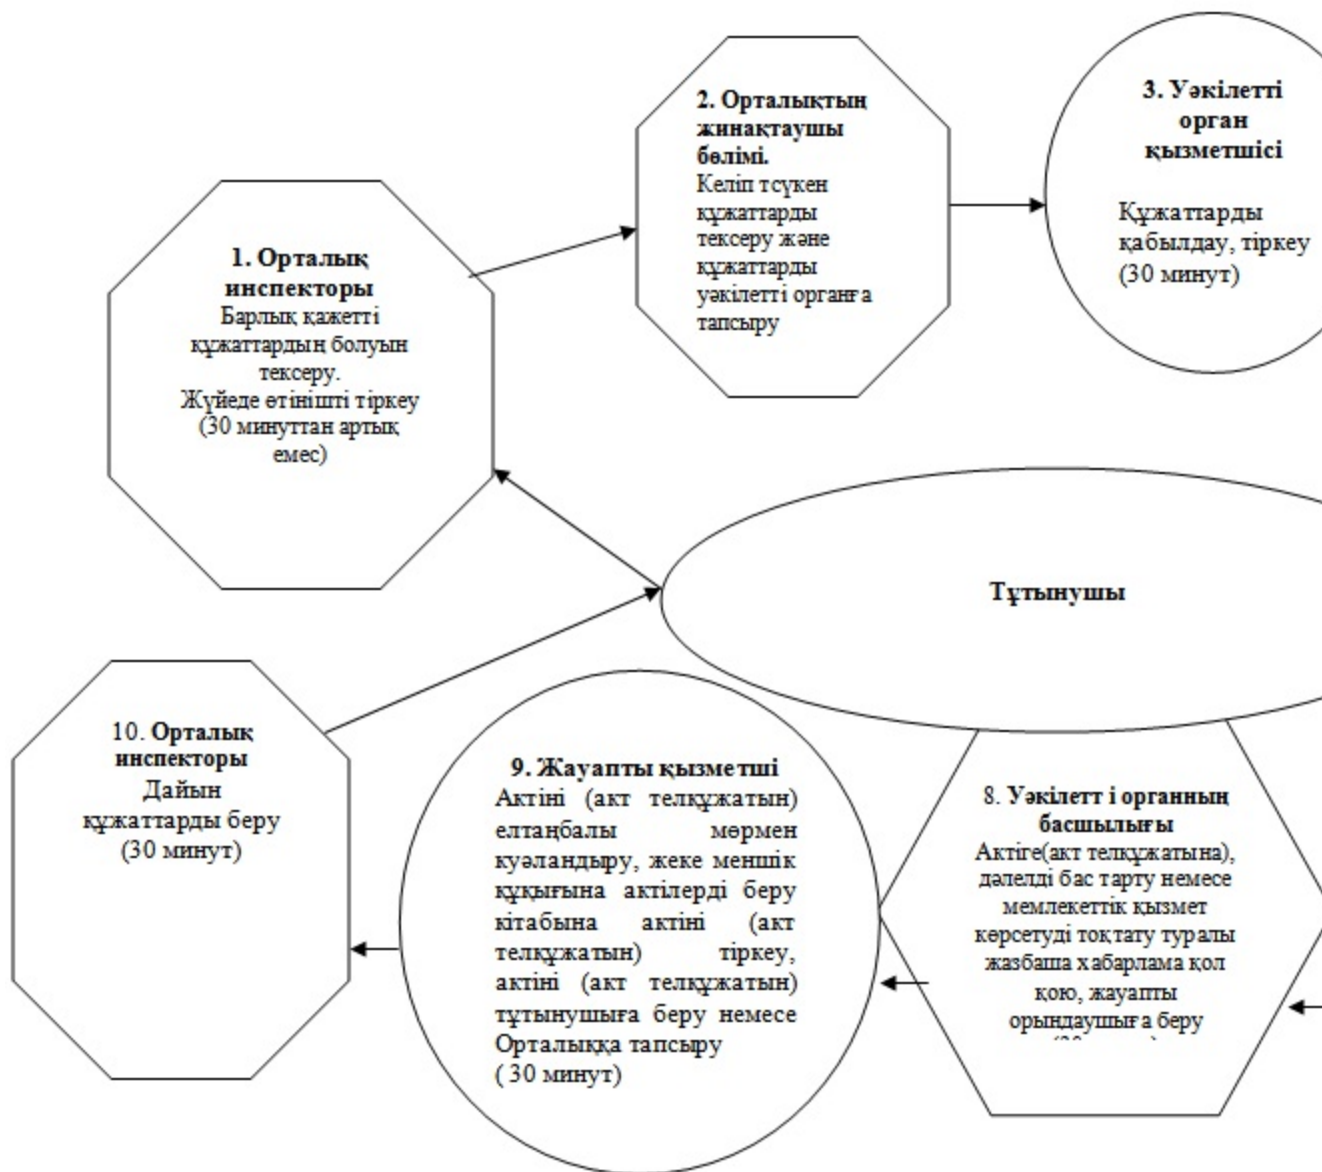 1. Орталық
инспекторы
Барлық қажетті
құжаттардың болуын
тексеру.
Жүйеде өтінішті тіркеу
(30 минуттан артық
емес)
2. Орталықтың
жинақтаушы
бөлімі.
Келіп тсүкен
құжаттарды
тексеру және
құжаттарды
уәкілетті органға
тапсыру
3. Уәкілетті
орган
қызметшісі
Құжаттарды
қабылдау, тіркеу
(30 минут)
Тұтынушы
10. Орталық
инспекторы
Дайын
құжаттарды беру
(30 минут)
9. Жауапты қызметші
Актіні (акт телқұжатын)
елтаңбалы мөрмен
куәландыру, жеке меншік
құқығына актілерді беру
кітабына актіні (акт
телқұжатын) тіркеу,
актіні (акт телқұжатын)
тұтынушыға беру немесе
Орталыққа тапсыру
( 30 минут)
8. Уәкілетт і органның
басшылығы
Актіге(акт телқұжатына),
дәлелді бас тарту немесе
мемлекеттік қызмет
көрсетуді тоқтату туралы
жазбаша хабарлама қол
қою, жауапты
орындаушыға беру